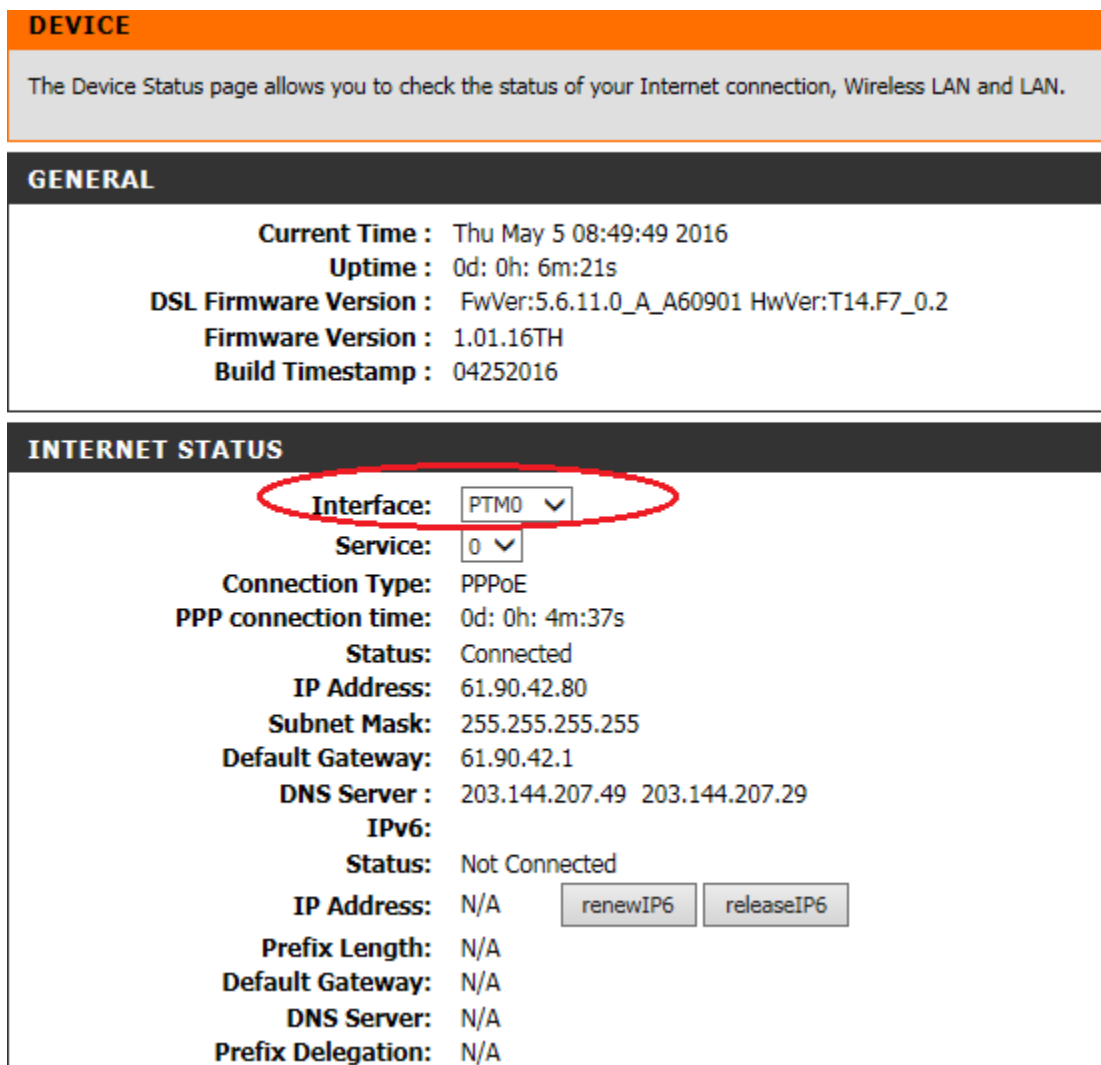 DEVICE
The Device Status page allows you to check the status of your Internet connection, Wireless LAN and LAN.
GENERAL
Current Time : Thu May 5 08:49:49 2016
Uptime : 0d: 0h: 6m:21s
DSL Firmware Version : FwVer:5.6.11.0_A_A60901 HwVer:T14.F7_0.2
Firmware Version : 1.01.16TH
Build Timestamp : 04252016
INTERNET STATUS
Interface: PTM0
Service: 0
Connection Type: PPPoE
PPP connection time: 0d: 0h: 4m:37s
Status: Connected
IP Address: 61.90.42.80
Subnet Mask: 255.255.255.255
Default Gateway: 61.90.42.1
DNS Server : 203.144.207.49 203.144.207.29
IPv6:
Status: Not Connected
IP Address: N/A renewIP6 releaseIP6
Prefix Length: N/A
Default Gateway: N/A
DNS Server: N/A
Prefix Delegation: N/A